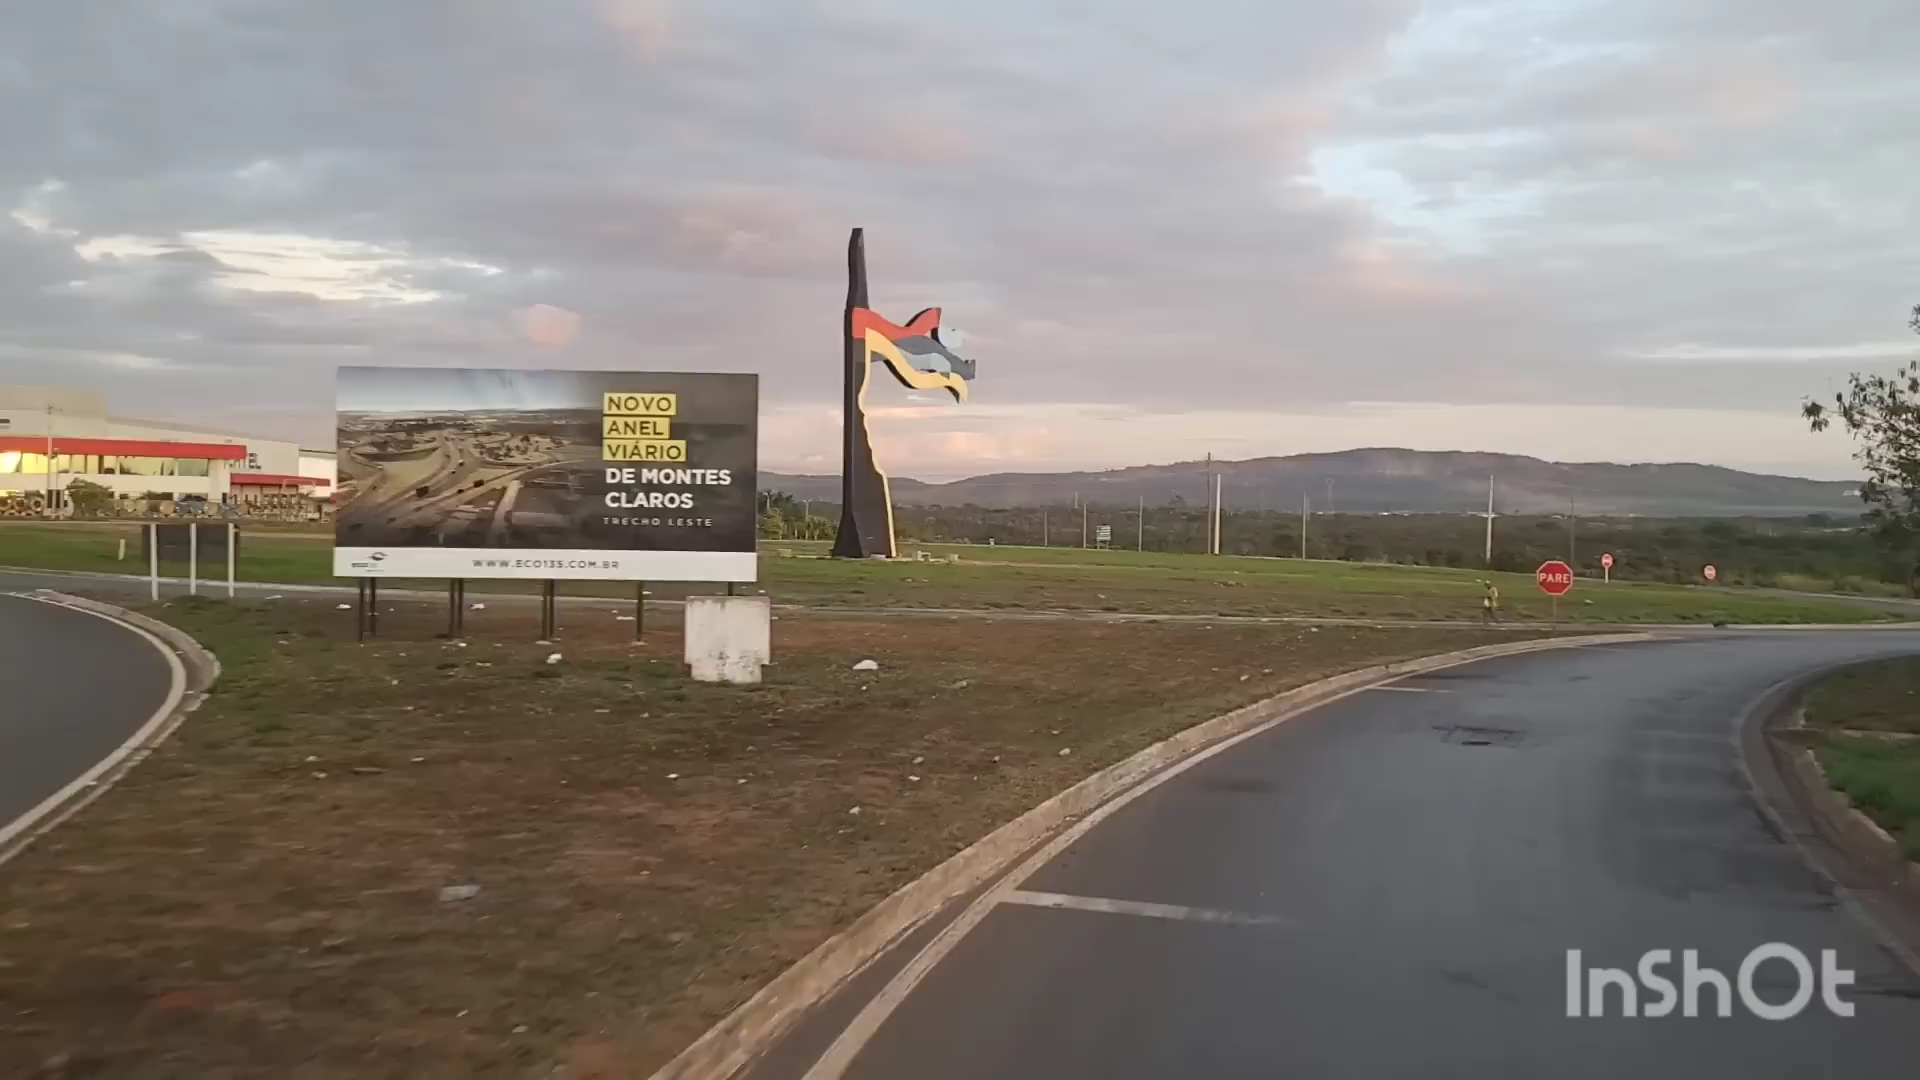 NOVO
ANEL
VIÁRIO
DE MONTES
CLAROS
TRECHO LESTE
WWW.ECO135.COM.BR
PARE
InShOt